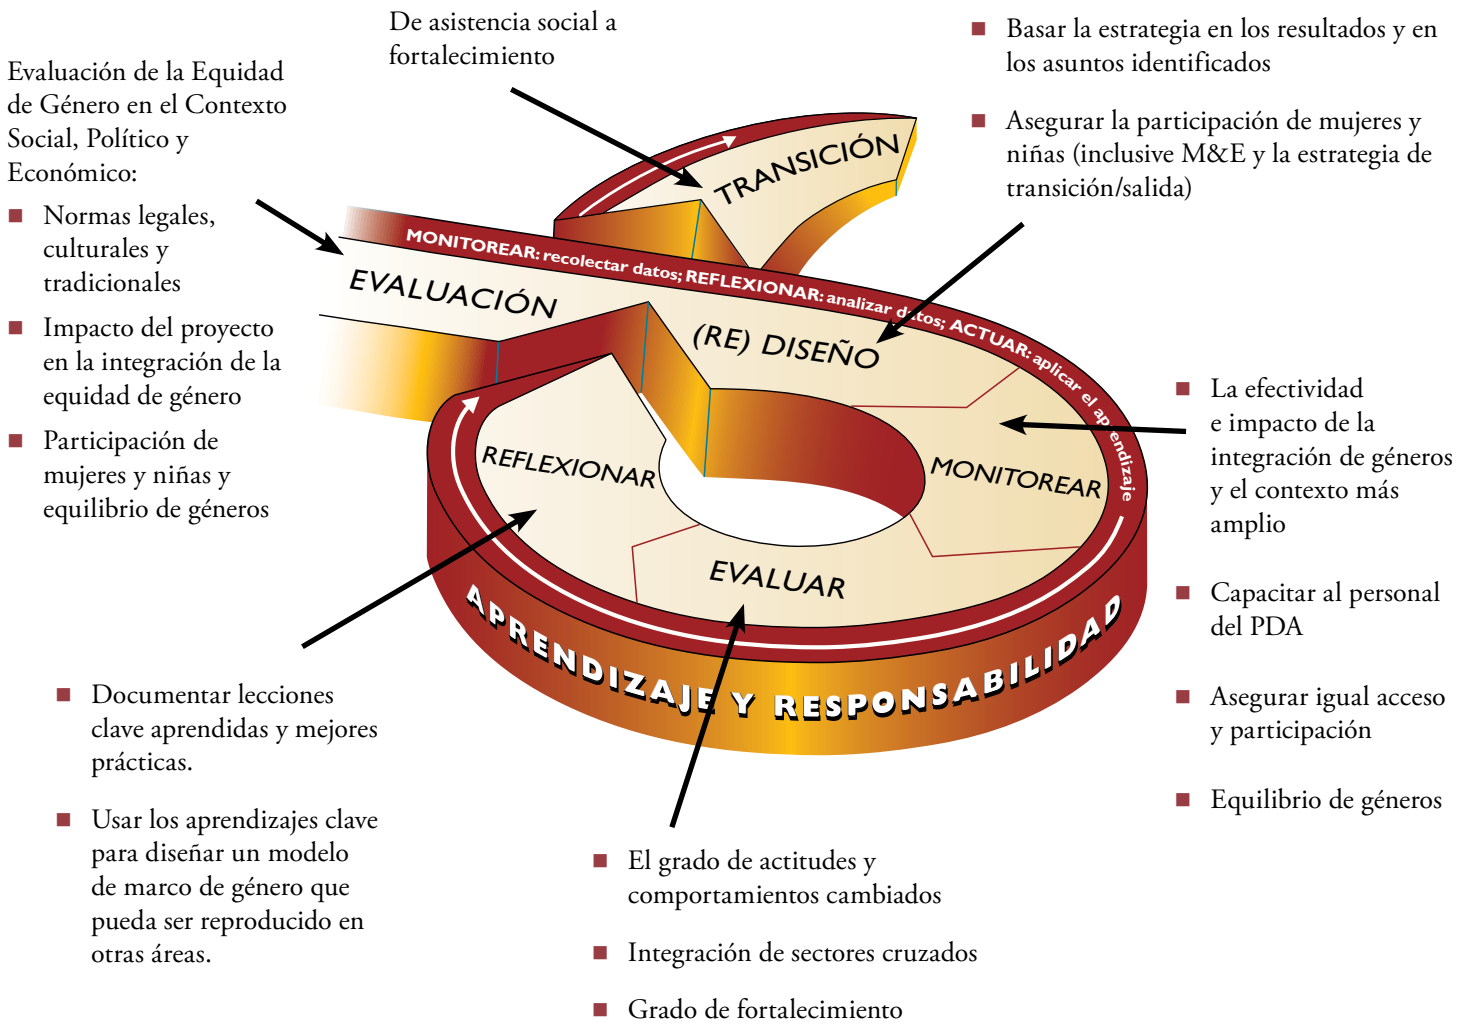 De asistencia social a
fortalecimiento
Evaluación de la Equidad
de Género en el Contexto
Social, Político y
Económico:
■ Normas legales,
culturales y
tradicionales
■ Impacto del proyecto
en la integración de la
equidad de género
■ Participación de
mujeres y niñas y
equilibrio de géneros
■ Basar la estrategia en los resultados y en
los asuntos identificados
■ Asegurar la participación de mujeres y
niñas (inclusive M&E y la estrategia de
transición/salida)
TRANSICIÓN
MONITOREAR: recolectar datos; REFLEXIONAR: analizar datos; ACTUAR: aplicar el aprendizaje
EVALUACIÓN
(RE) DISEÑO
MONITOREAR
REFLEXIONAR
EVALUAR
APRENDIZAJE Y RESPONSABILIDAD
■ La efectividad
e impacto de la
integración de géneros
y el contexto más
amplio
■ Capacitar al personal
del PDA
■ Asegurar igual acceso
y participación
■ Equilibrio de géneros
■ Documentar lecciones
clave aprendidas y mejores
prácticas.
■ Usar los aprendizajes clave
para diseñar un modelo
de marco de género que
pueda ser reproducido en
otras áreas.
■ El grado de actitudes y
comportamientos cambiados
■ Integración de sectores cruzados
■ Grado de fortalecimiento